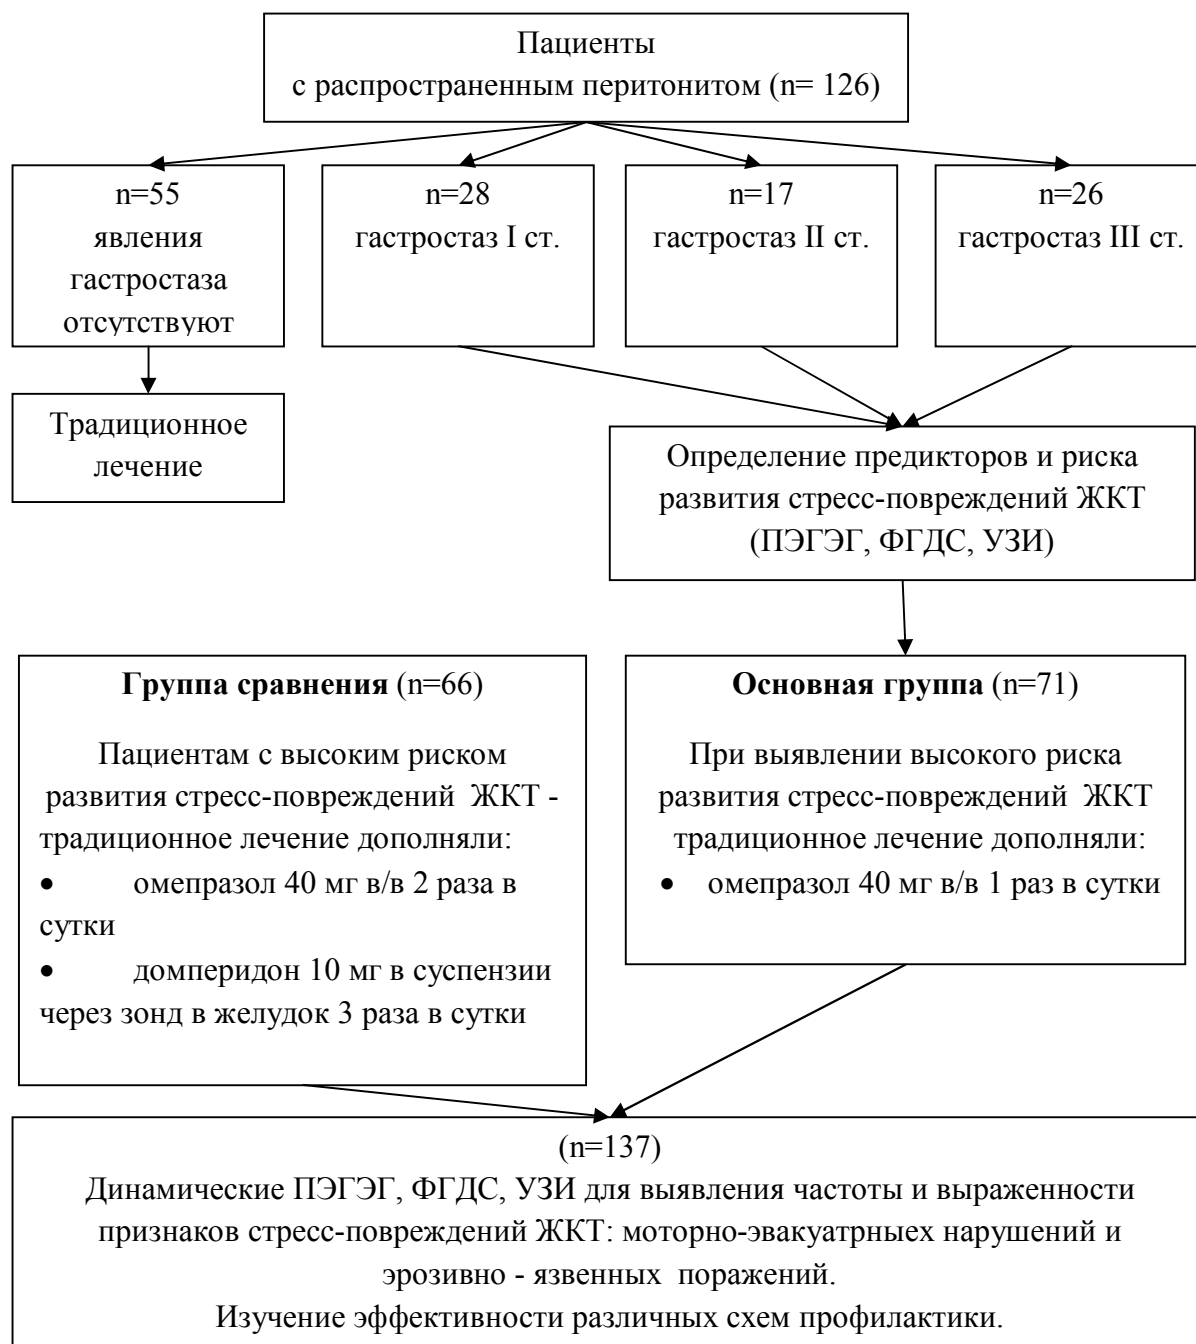 Пациенты
с распространенным перитонитом (n= 126)
n=55
явления
гастростаза
отсутствуют
n=28
гастростаз I ст.
n=17
гастростаз II ст.
n=26
гастростаз III ст.
Традиционное
лечение
Определение предикторов и риска
развития стресс-повреждений ЖКТ
(ПЭГЭГ, ФГДС, УЗИ)
Группа сравнения (n=66)
Пациентам с высоким риском
развития стресс-повреждений ЖКТ -
традиционное лечение дополняли:
• омепразол 40 мг в/в 2 раза в
сутки
• домперидон 10 мг в суспензии
через зонд в желудок 3 раза в сутки
Основная группа (n=71)
При выявлении высокого риска
развития стресс-повреждений ЖКТ
традиционное лечение дополняли:
• омепразол 40 мг в/в 1 раз в сутки
(n=137)
Динамические ПЭГЭГ, ФГДС, УЗИ для выявления частоты и выраженности
признаков стресс-повреждений ЖКТ: моторно-эвакуатрныех нарушений и
эрозивно - язвенных поражений.
Изучение эффективности различных схем профилактики.